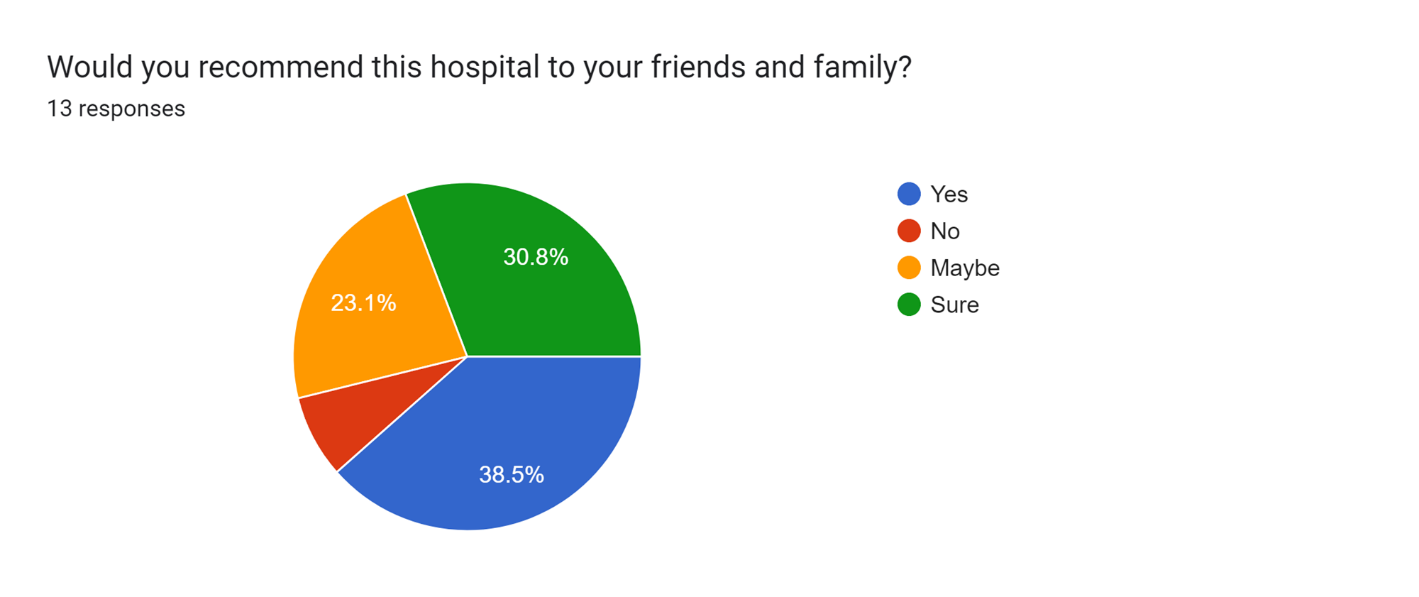 Would you recommend this hospital to your friends and family?
13 responses
Yes
No
Maybe
Sure
30.8%
23.1%
38.5%